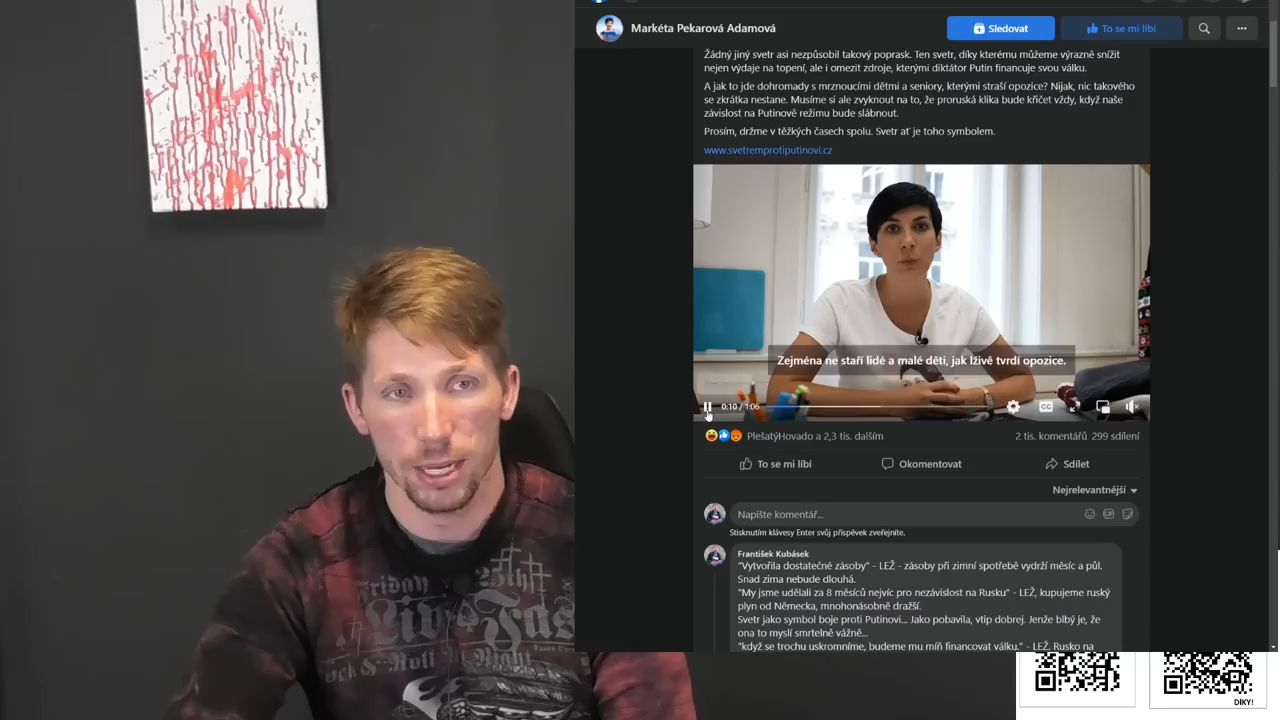 Markéta Pekarová Adamová
Sledovat
To se mi líbí
Žádný jiný svetr asi nezpůsobil takový poprask. Ten svetr, díky kterému můžeme výrazně snížit
nejen výdaje na topení, ale i omezit zdroje, kterými diktátor Putin financuje svou válku.
A jak to jde dohromady s mrznoucími dětmi a seniory, kterými straší opozice? Nijak, nic takového
se zkrátka nestane. Musíme si ale zvyknout na to, že proruská klika bude křičet vždy, když naše
závislost na Putinově režimu bude slábnout.
Prosím, držme v těžkých časech spolu. Svetr ať je toho symbolem.
www.svetremprotiputinovi.cz
Zejména ne staří lidé a malé děti, jak lživě tvrdí opozice.
0:10 / 1:06
CC
PlešatýHovado a 2,3 tis. dalším
2 tis. komentářů 299 sdílení
To se mi líbí
Okomentovat
Sdílet
Nejrelevantnější
Napište komentář...
GIF
Stisknutím klávesy Enter svůj příspěvek zveřejníte.
František Kubásek
"Vytvořila dostatečné zásoby" - LEŽ - zásoby při zimní spotřebě vydrží měsíc a půl.
Snad zima nebude dlouhá.
"My jsme udělali za 8 měsíců nejvíc pro nezávislost na Rusku" - LEŽ, kupujeme ruský
plyn od Německa, mnohonásobně dražší.
Svetr jako symbol boje proti Putinovi... Jako pobavila, vtip dobrej. Jenže blbý je, že
ona to myslí smrtelně vážně...
"když se trochu uskromníme, budeme mu míň financovat válku." - LEŽ. Rusko na
Friday
DÍKY!